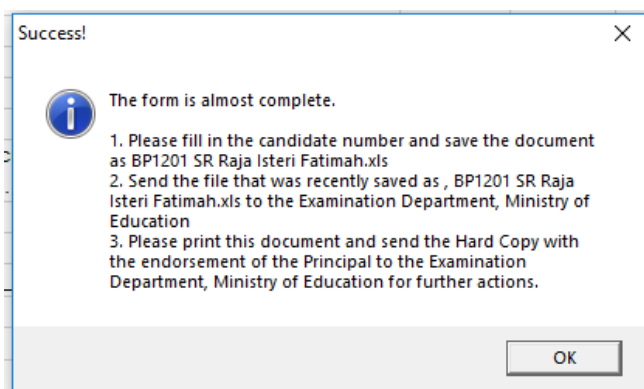 Success!
The form is almost complete.
1. Please fill in the candidate number and save the document
as BP1201 SR Raja Isteri Fatimah.xls
2. Send the file that was recently saved as , BP1201 SR Raja
Isteri Fatimah.xls to the Examination Department, Ministry of
Education
3. Please print this document and send the Hard Copy with
the endorsement of the Principal to the Examination
Department, Ministry of Education for further actions.
OK